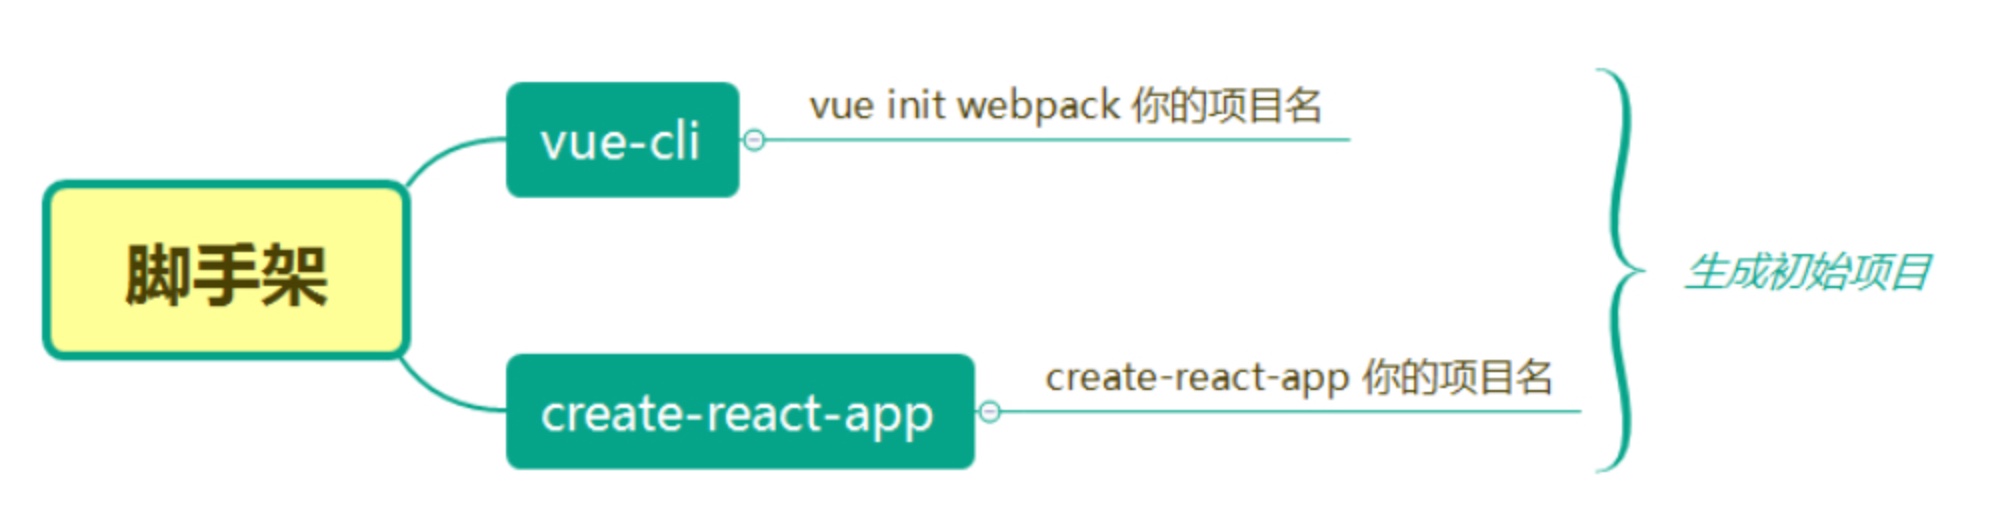 脚手架
vue-cli
vue init webpack 你的项目名
create-react-app
create-react-app 你的项目名
生成初始项目